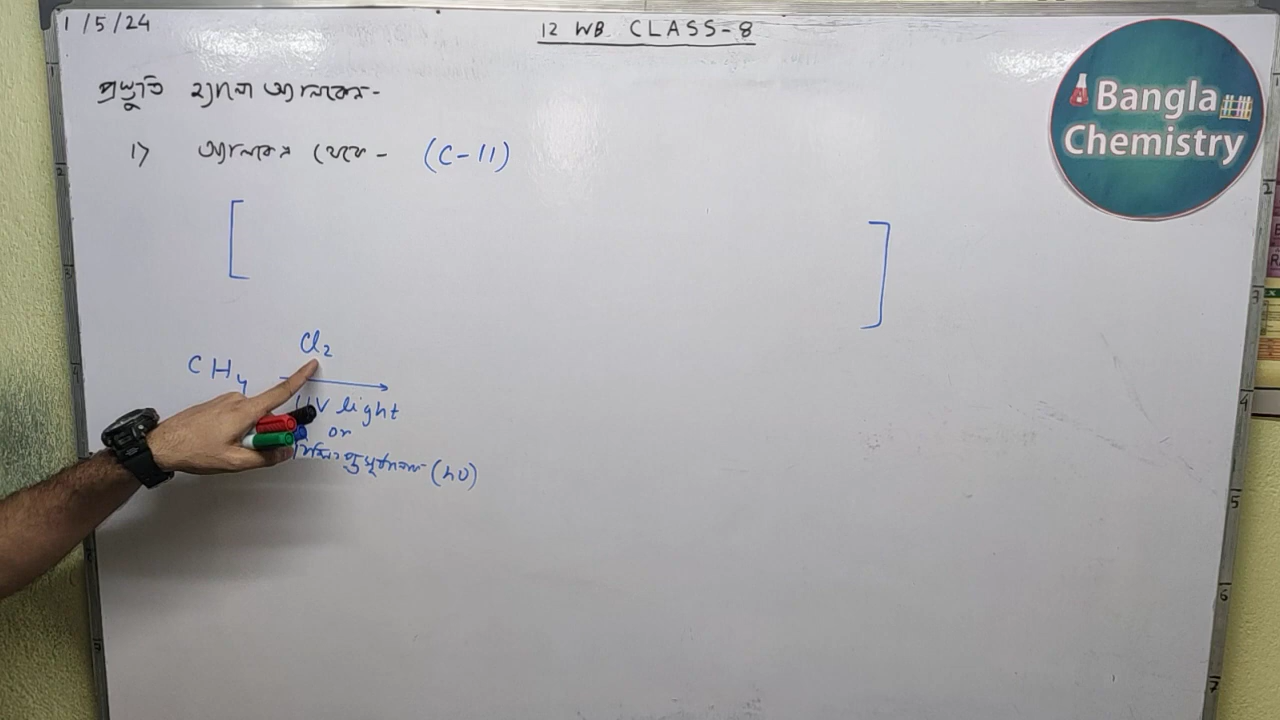 1/5/24
12 WB CLASS-8
Bangla
Chemistry
প্রস্তুতি হ্যালো অ্যালকেন-
1> অ্যালকেন থেকে- (C-11)
[ ]
Cl2
CH4
UV light
or
সূর্যালোক (hυ)